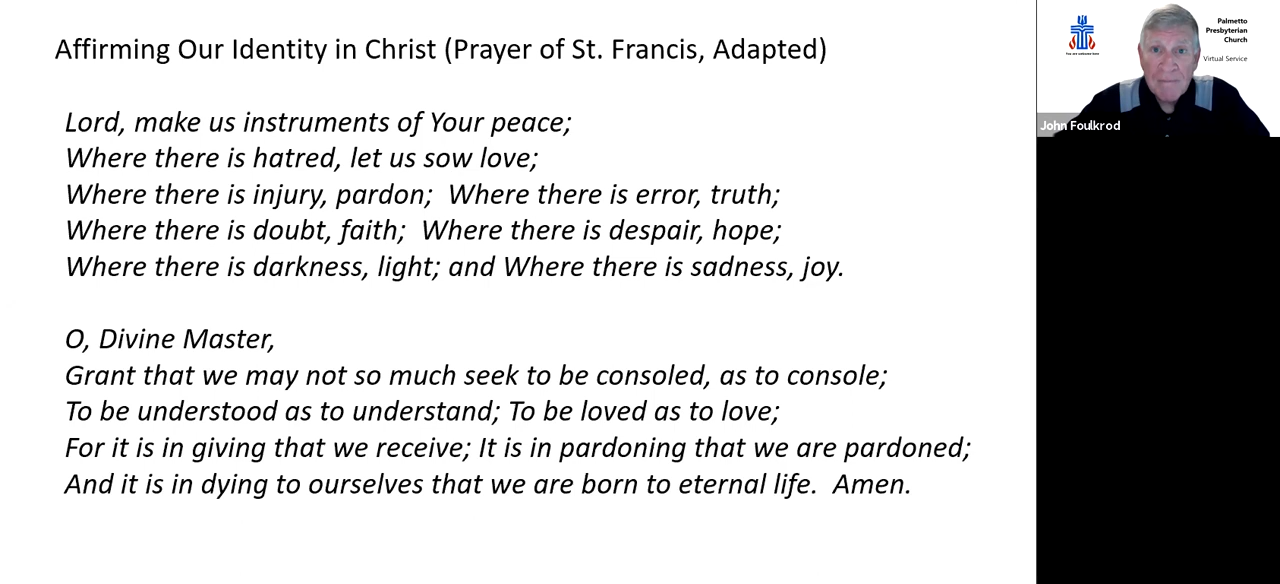 Affirming Our Identity in Christ (Prayer of St. Francis, Adapted)
Lord, make us instruments of Your peace;
Where there is hatred, let us sow love;
Where there is injury, pardon;  Where there is error, truth;
Where there is doubt, faith;  Where there is despair, hope;
Where there is darkness, light; and Where there is sadness, joy.
O, Divine Master,
Grant that we may not so much seek to be consoled, as to console;
To be understood as to understand; To be loved as to love;
For it is in giving that we receive; It is in pardoning that we are pardoned;
And it is in dying to ourselves that we are born to eternal life.  Amen.
Palmetto
Presbyterian
Church
Virtual Service
John Foulkrod